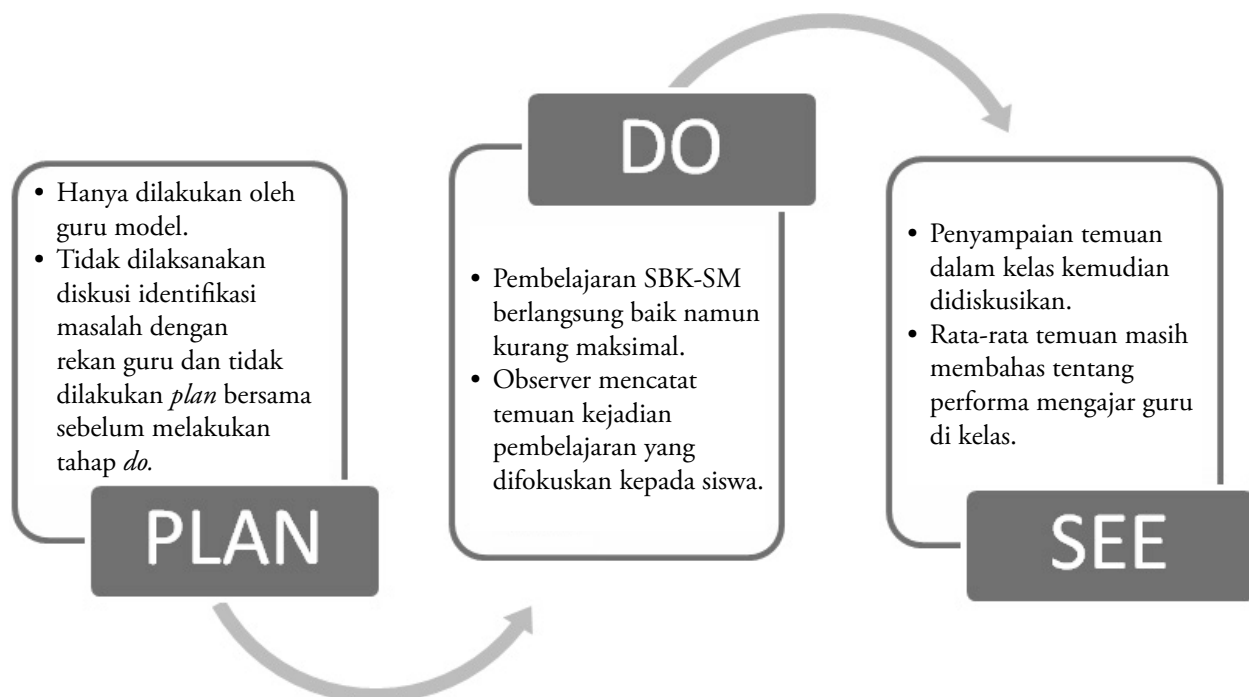 • Hanya dilakukan oleh
guru model.
• Tidak dilaksanakan
diskusi identifikasi
masalah dengan
rekan guru dan tidak
dilakukan plan bersama
sebelum melakukan
tahap do.
PLAN
DO
• Pembelajaran SBK-SM
berlangsung baik namun
kurang maksimal.
• Observer mencatat
temuan kejadian
pembelajaran yang
difokuskan kepada siswa.
• Penyampaian temuan
dalam kelas kemudian
didiskusikan.
• Rata-rata temuan masih
membahas tentang
performa mengajar guru
di kelas.
SEE